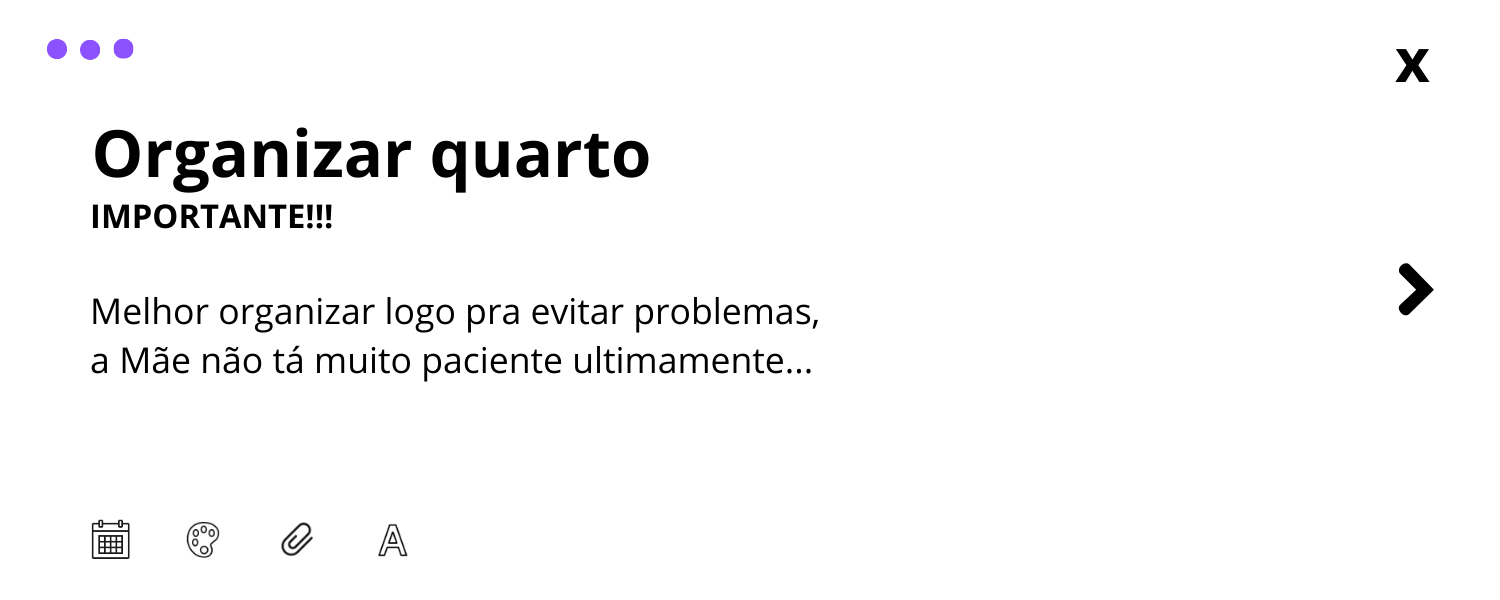 x
Organizar quarto
IMPORTANTE!!!
Melhor organizar logo pra evitar problemas,
a Mãe não tá muito paciente ultimamente...
A